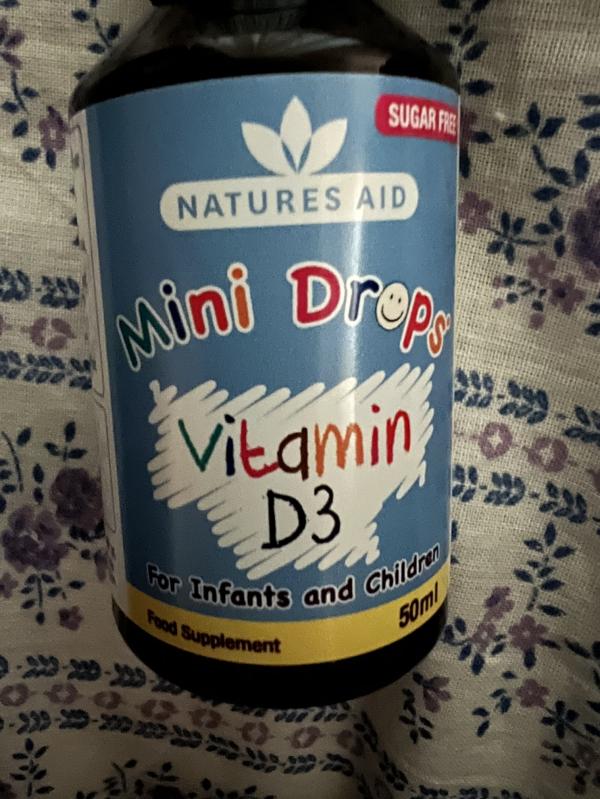 SUGAR FREE
NATURES AID
Mini Drops
Vitamin
D3
For Infants and Children
50ml
Food Supplement